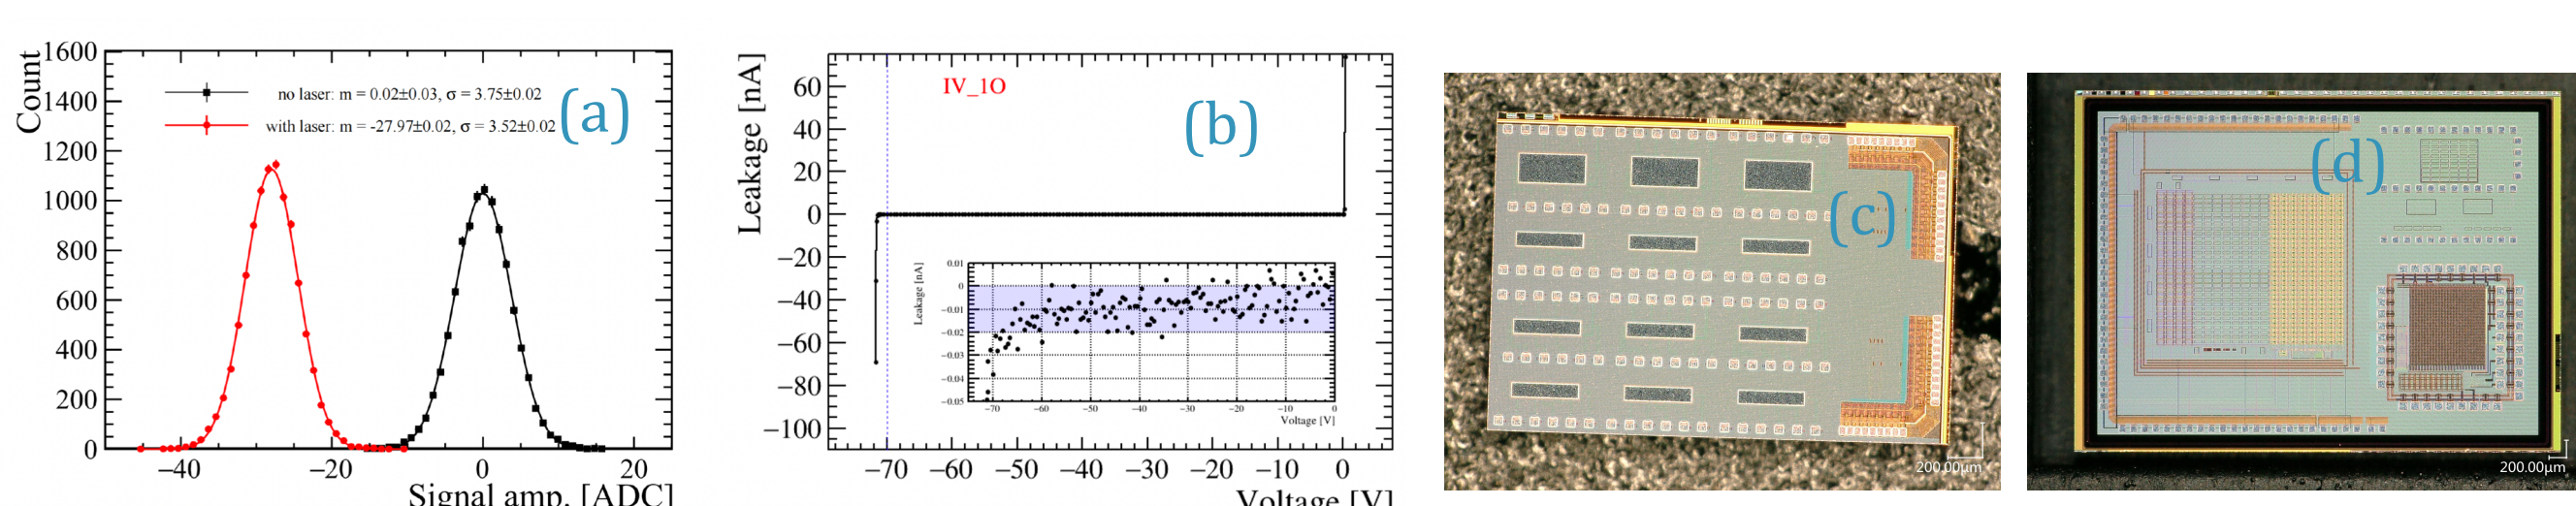 Count
1600
1400
1200
1000
800
600
400
200
0
no laser: m = 0.02±0.03, σ = 3.75±0.02
with laser: m = -27.97±0.02, σ = 3.52±0.02
(a)
−40 −20 0 20
Signal amp. [ADC]
Leakage [nA]
60
40
20
0
−20
−40
−60
−80
−100
IV_1O
(b)
Leakage [nA]
0.01
0
−0.01
−0.02
−0.03
−0.04
−0.05
−70 −60 −50 −40 −30 −20 −10 0
Voltage [V]
−70 −60 −50 −40 −30 −20 −10 0
Voltage [V]
(c)
200.00μm
(d)
200.00μm